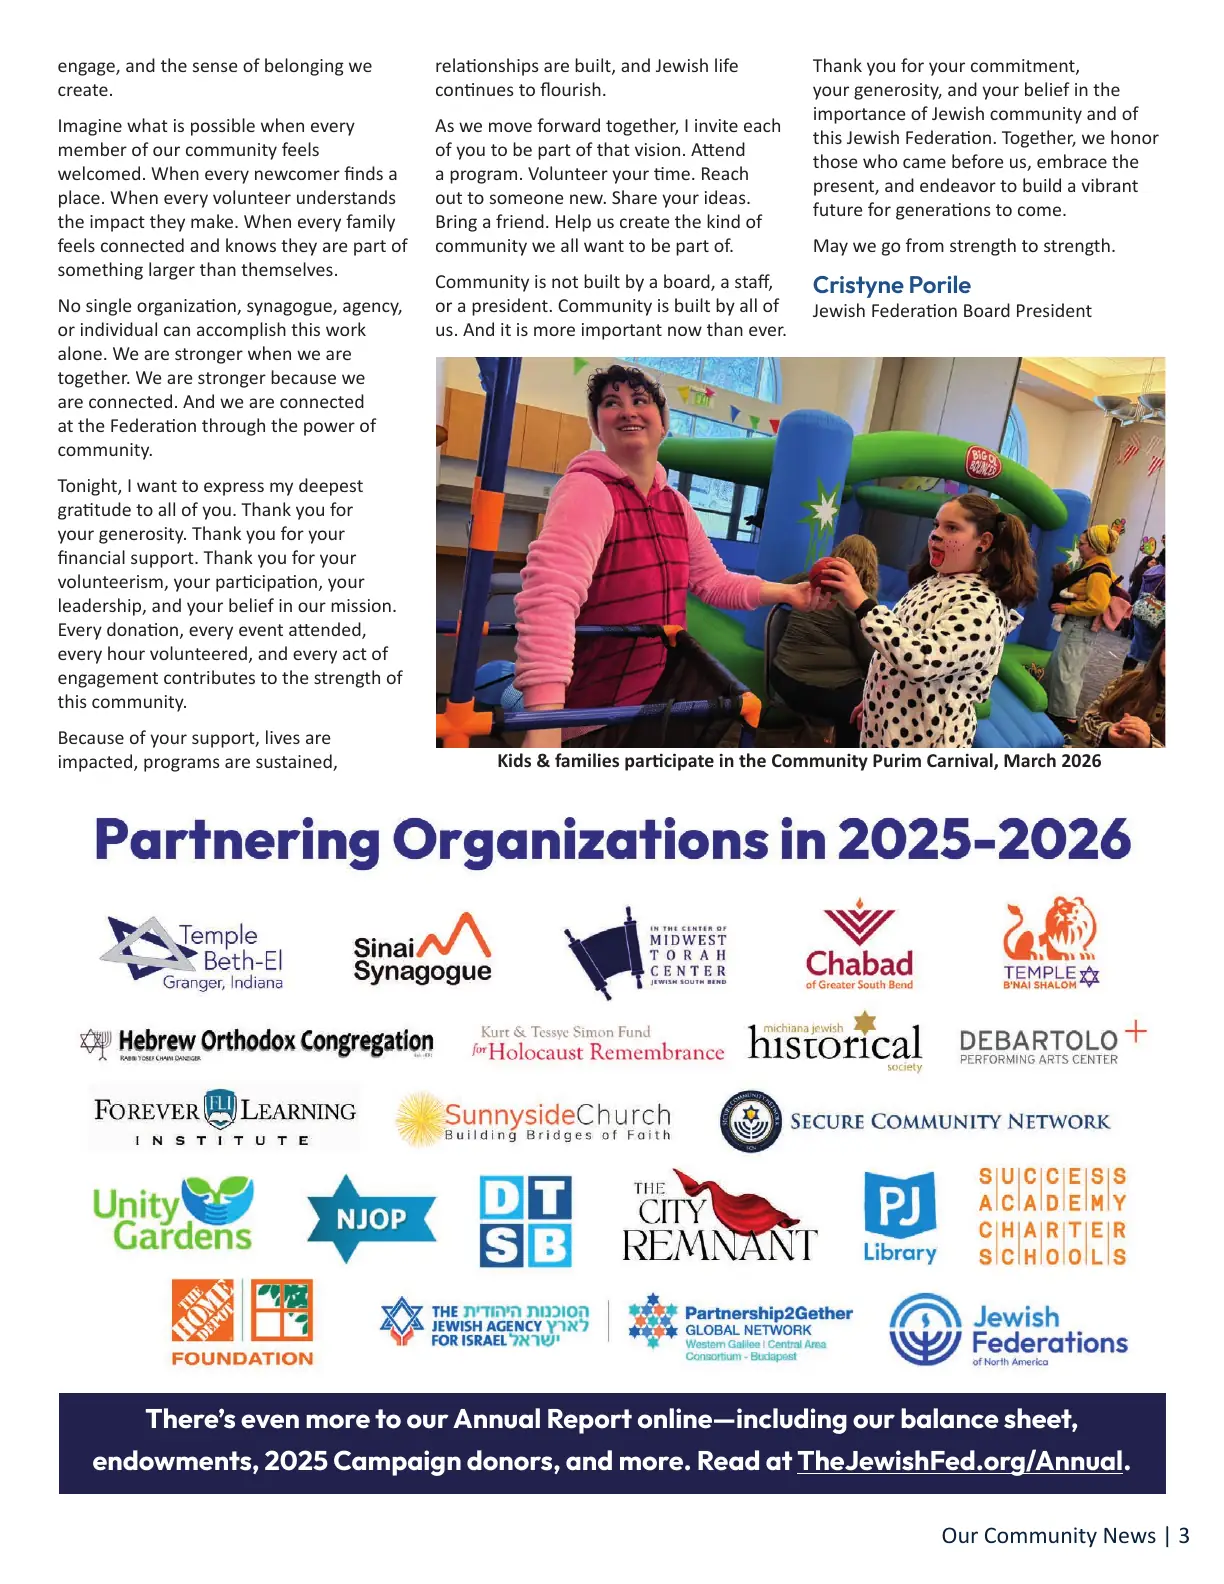 engage, and the sense of belonging we
create.
Imagine what is possible when every
member of our community feels
welcomed. When every newcomer finds a
place. When every volunteer understands
the impact they make. When every family
feels connected and knows they are part of
something larger than themselves.
No single organization, synagogue, agency,
or individual can accomplish this work
alone. We are stronger when we are
together. We are stronger because we
are connected. And we are connected
at the Federation through the power of
community.
Tonight, I want to express my deepest
gratitude to all of you. Thank you for
your generosity. Thank you for your
financial support. Thank you for your
volunteerism, your participation, your
leadership, and your belief in our mission.
Every donation, every event attended,
every hour volunteered, and every act of
engagement contributes to the strength of
this community.
Because of your support, lives are
impacted, programs are sustained,
relationships are built, and Jewish life
continues to flourish.
As we move forward together, I invite each
of you to be part of that vision. Attend
a program. Volunteer your time. Reach
out to someone new. Share your ideas.
Bring a friend. Help us create the kind of
community we all want to be part of.
Community is not built by a board, a staff,
or a president. Community is built by all of
us. And it is more important now than ever.
Thank you for your commitment,
your generosity, and your belief in the
importance of Jewish community and of
this Jewish Federation. Together, we honor
those who came before us, embrace the
present, and endeavor to build a vibrant
future for generations to come.
May we go from strength to strength.
Cristyne Porile
Jewish Federation Board President
BIG OL
BOUNCES
Kids & families participate in the Community Purim Carnival, March 2026
Partnering Organizations in 2025-2026
Temple
Beth-El
Granger, Indiana
Sinai
Synagogue
IN THE CENTER OF
MIDWEST
TORAH
CENTER
JEWISH SOUTH BEND
Chabad
of Greater South Bend
TEMPLE
B'NAI SHALOM
Hebrew Orthodox Congregation
RABBI YOSEF CHAIM DANZIGER
Kurt & Tessye Simon Fund
for Holocaust Remembrance
michiana jewish
historical
society
DEBARTOLO
PERFORMING ARTS CENTER
FOREVER FLI LEARNING
INSTITUTE
SunnysideChurch
Building Bridges of Faith
SECURE COMMUNITY NETWORK
SECURE COMMUNITY NETWORK
Unity
Gardens
NJOP
DT
SB
THE
CITY
REMNANT
PJ
Library
SUCCESS
ACADEMY
CHARTER
SCHOOLS
THE
HOME
DEPOT
FOUNDATION
THE הסוכנות היהודית
JEWISH AGENCY לארץ
FOR ISRAEL ישראל
Partnership2Gether
GLOBAL NETWORK
Western Galilee | Central Area
Consortium - Budapest
Jewish
Federations
of North America
There's even more to our Annual Report online—including our balance sheet,
endowments, 2025 Campaign donors, and more. Read at TheJewishFed.org/Annual.
Our Community News | 3